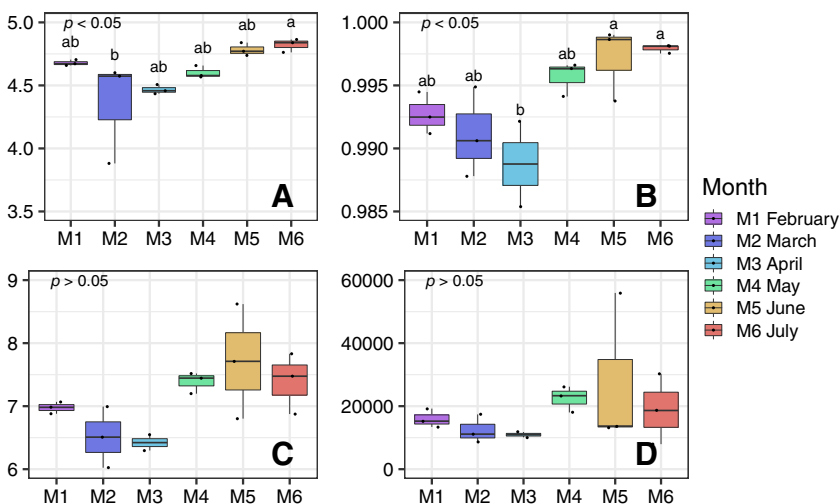 5.0
4.5
4.0
3.5
p < 0.05
ab
b
ab
ab
ab
a
A
M1 M2 M3 M4 M5 M6
1.0000
0.995
0.990
0.985
p < 0.05
ab
ab
b
ab
a
a
B
M1 M2 M3 M4 M5 M6
9
8
7
6
p > 0.05
C
M1 M2 M3 M4 M5 M6
60000
40000
20000
0
p > 0.05
D
M1 M2 M3 M4 M5 M6
Month
M1 February
M2 March
M3 April
M4 May
M5 June
M6 July